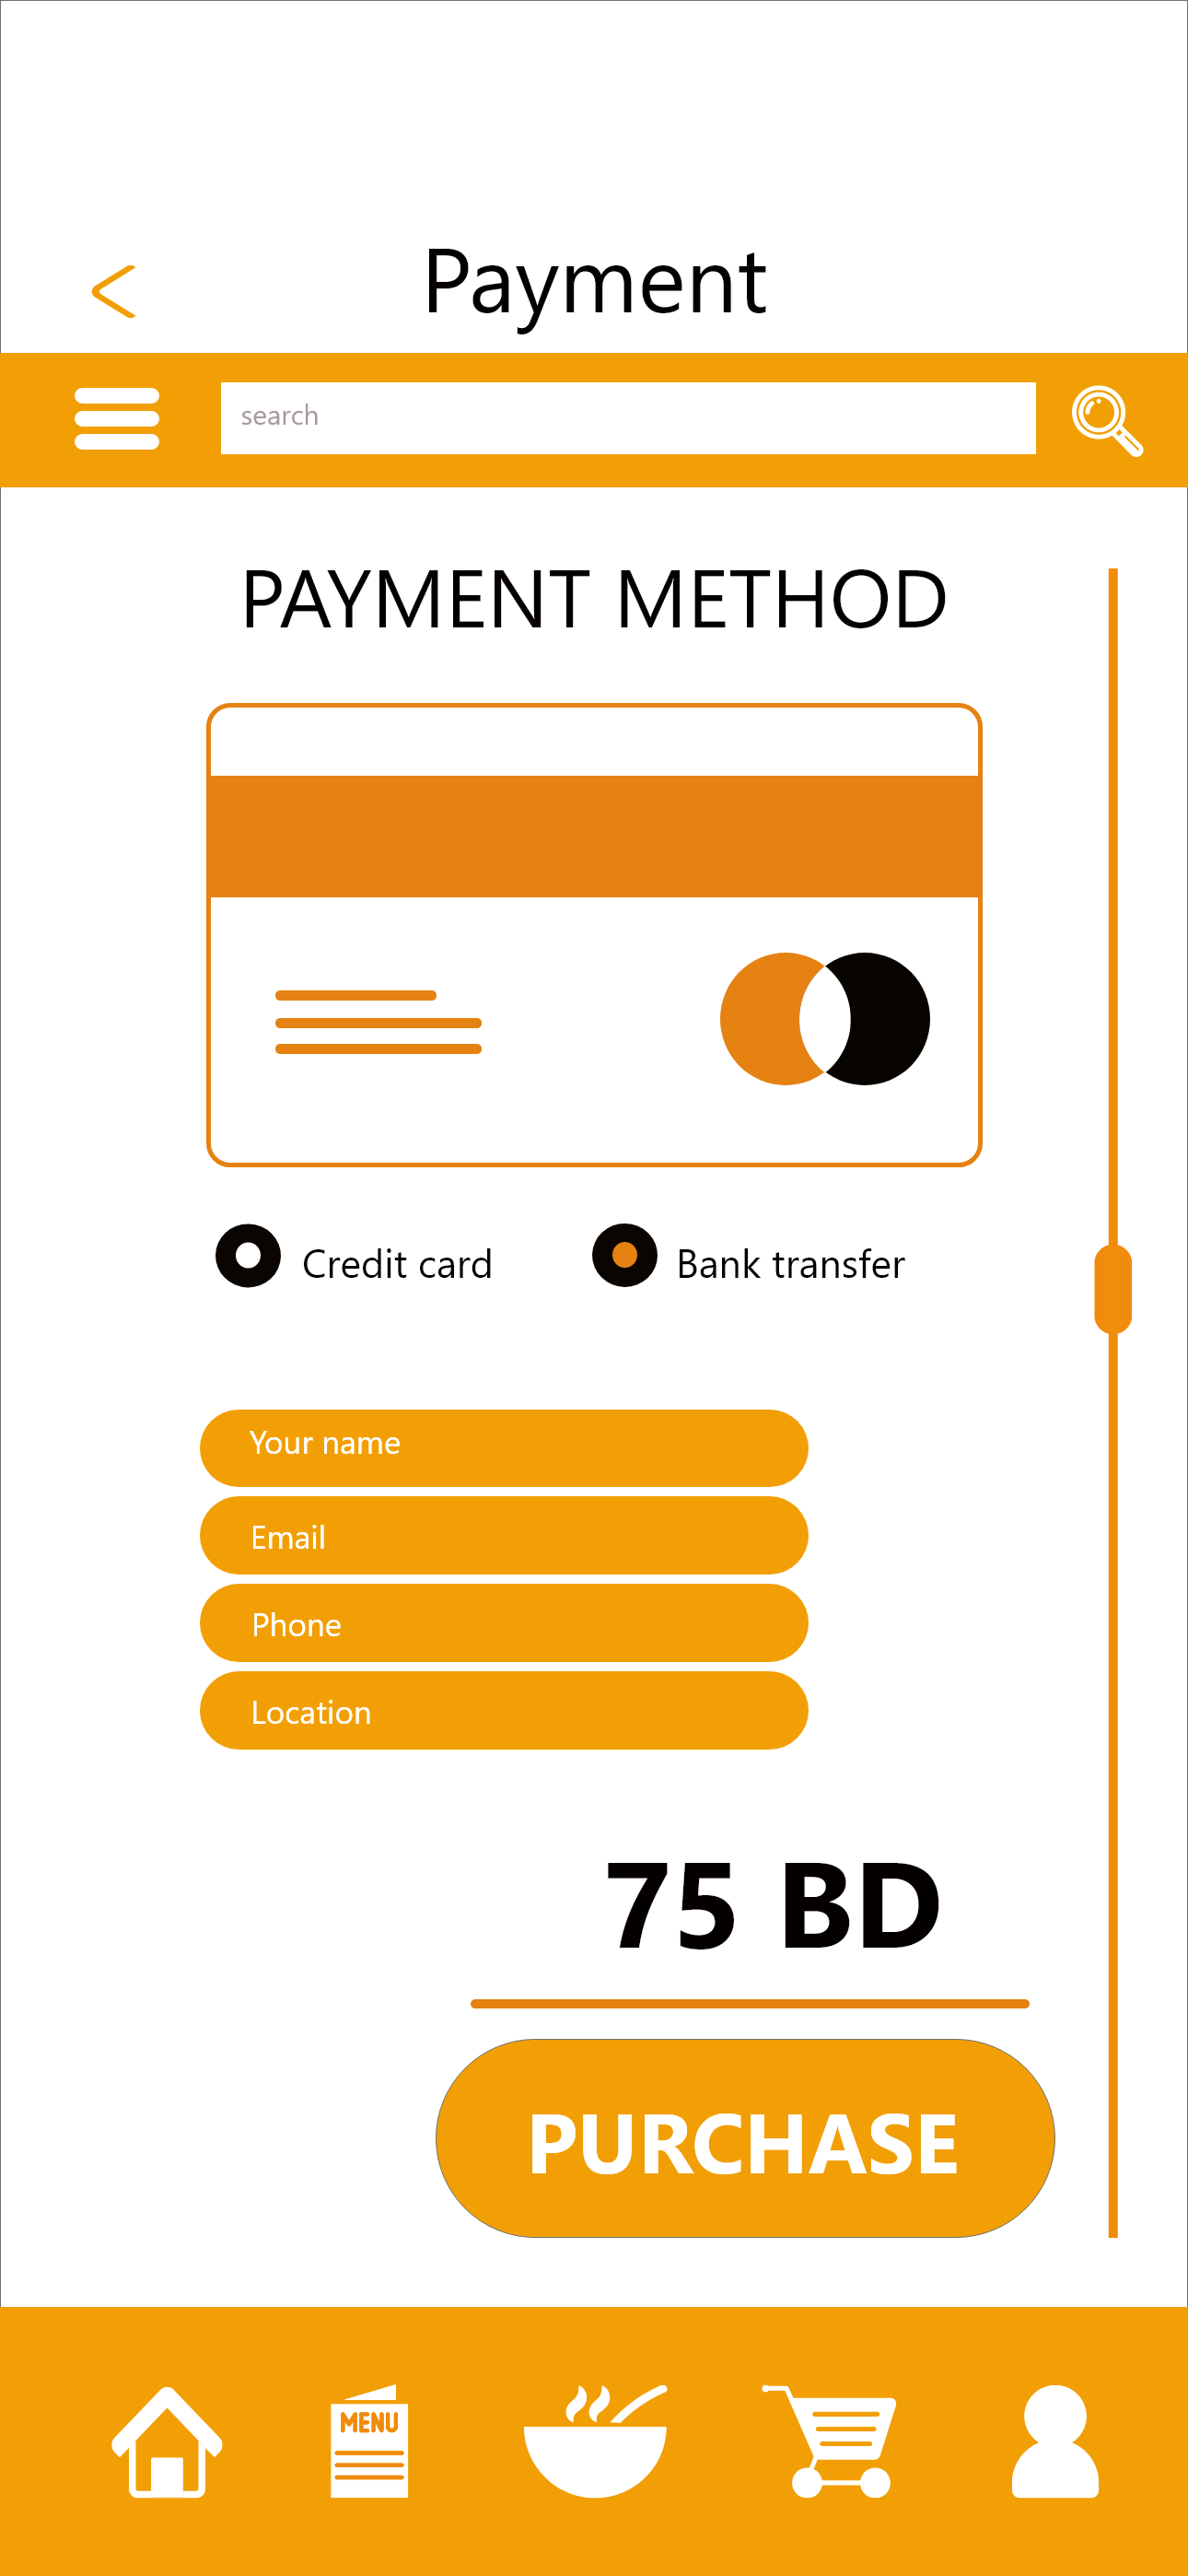 Payment
search
PAYMENT METHOD
Credit card
Bank transfer
Your name
Email
Phone
Location
75 BD
PURCHASE
MENU